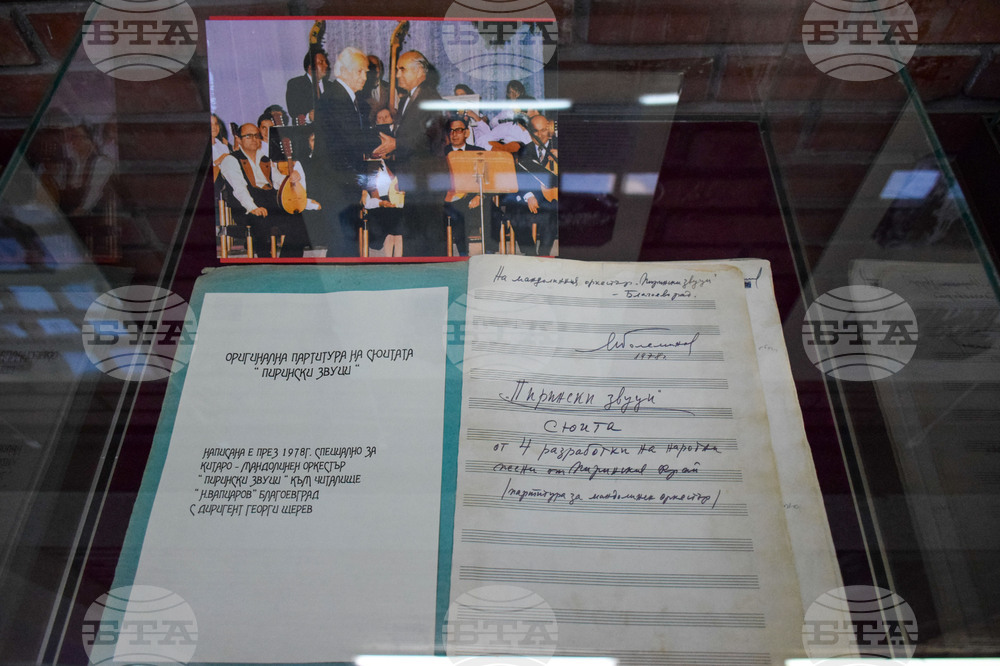 БТА
БТА
БТА
ОРИГИНАЛНА ПАРТИТУРА НА СЮИТАТА
" ПИРИНСКИ ЗВУЦИ "
НАПИСАНА Е ПРЕЗ 1978Г. СПЕЦИАЛНО ЗА
КИТАРО - МАНДОЛИНЕН ОРКЕСТЪР
" ПИРИНСКИ ЗВУЦИ " КЪМ ЧИТАЛИЩЕ
"Н.ВАПЦАРОВ" БЛАГОЕВГРАД
С ДИРИГЕНТ ГЕОРГИ ЩЕРЕВ
На мандолинния оркестър „Пирински звуци"
- Благоевград.
1978 г.
„Пирински звуци"
Сюита
от 4 разработки на народни
песни от Пиринския край
/партитура за мандолинен оркестър/
БТА
БТА
БТА
БТА
БТА
БТА